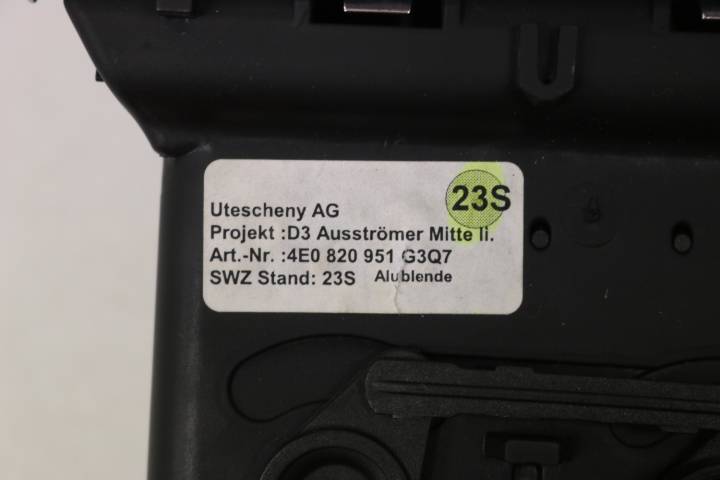 23S
Utescheny AG
Projekt :D3 Ausströmer Mitte li.
Art.-Nr. :4E0 820 951 G3Q7
SWZ Stand: 23S Alublende